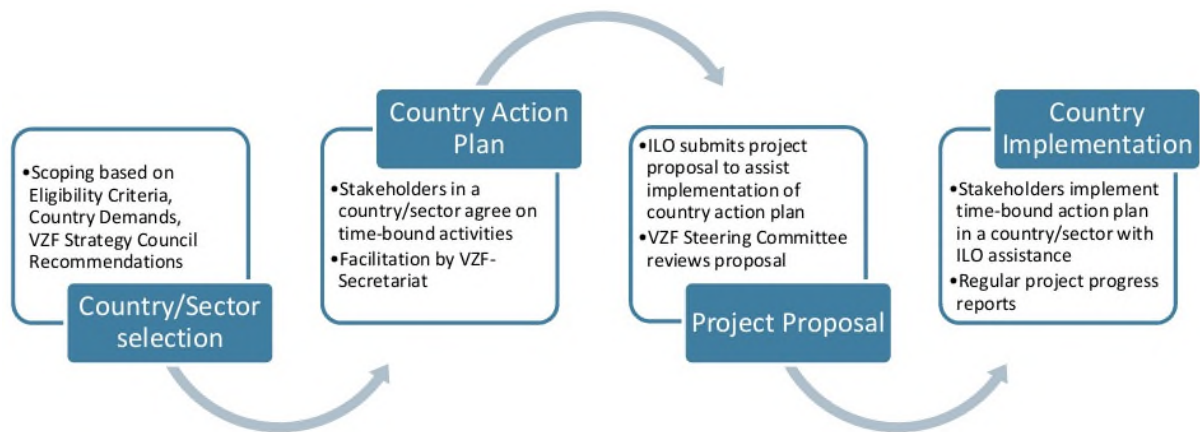 •Scoping based on
Eligibility Criteria,
Country Demands,
VZF Strategy Council
Recommendations
Country/Sector
selection
Country Action
Plan
•Stakeholders in a
country/sector agree on
time-bound activities
•Facilitation by VZF-
Secretariat
•ILO submits project
proposal to assist
implementation of
country action plan
•VZF Steering Committee
reviews proposal
Project Proposal
Country
Implementation
•Stakeholders implement
time-bound action plan
in a country/sector with
ILO assistance
•Regular project progress
reports